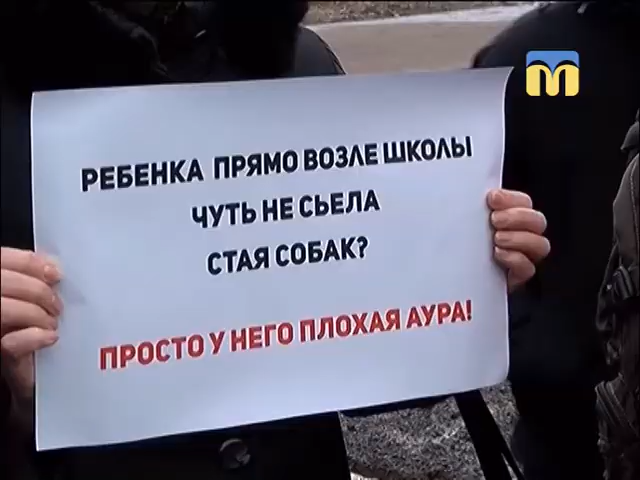 РЕБЕНКА ПРЯМО ВОЗЛЕ ШКОЛЫ
ЧУТЬ НЕ СЬЕЛА
СТАЯ СОБАК?
ПРОСТО У НЕГО ПЛОХАЯ АУРА!
M